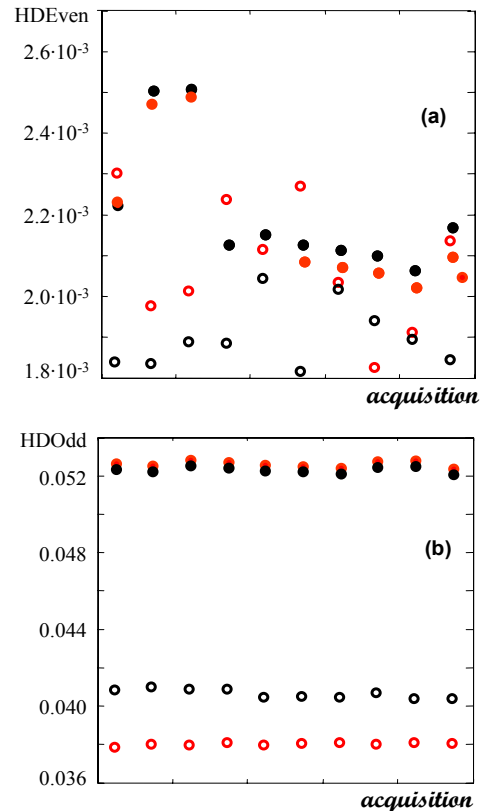 HDEven
2.6·10-3
2.4·10-3
2.2·10-3
2.0·10-3
1.8·10-3
(a)
acquisition
HDOdd
0.052
0.048
0.044
0.040
0.036
(b)
acquisition